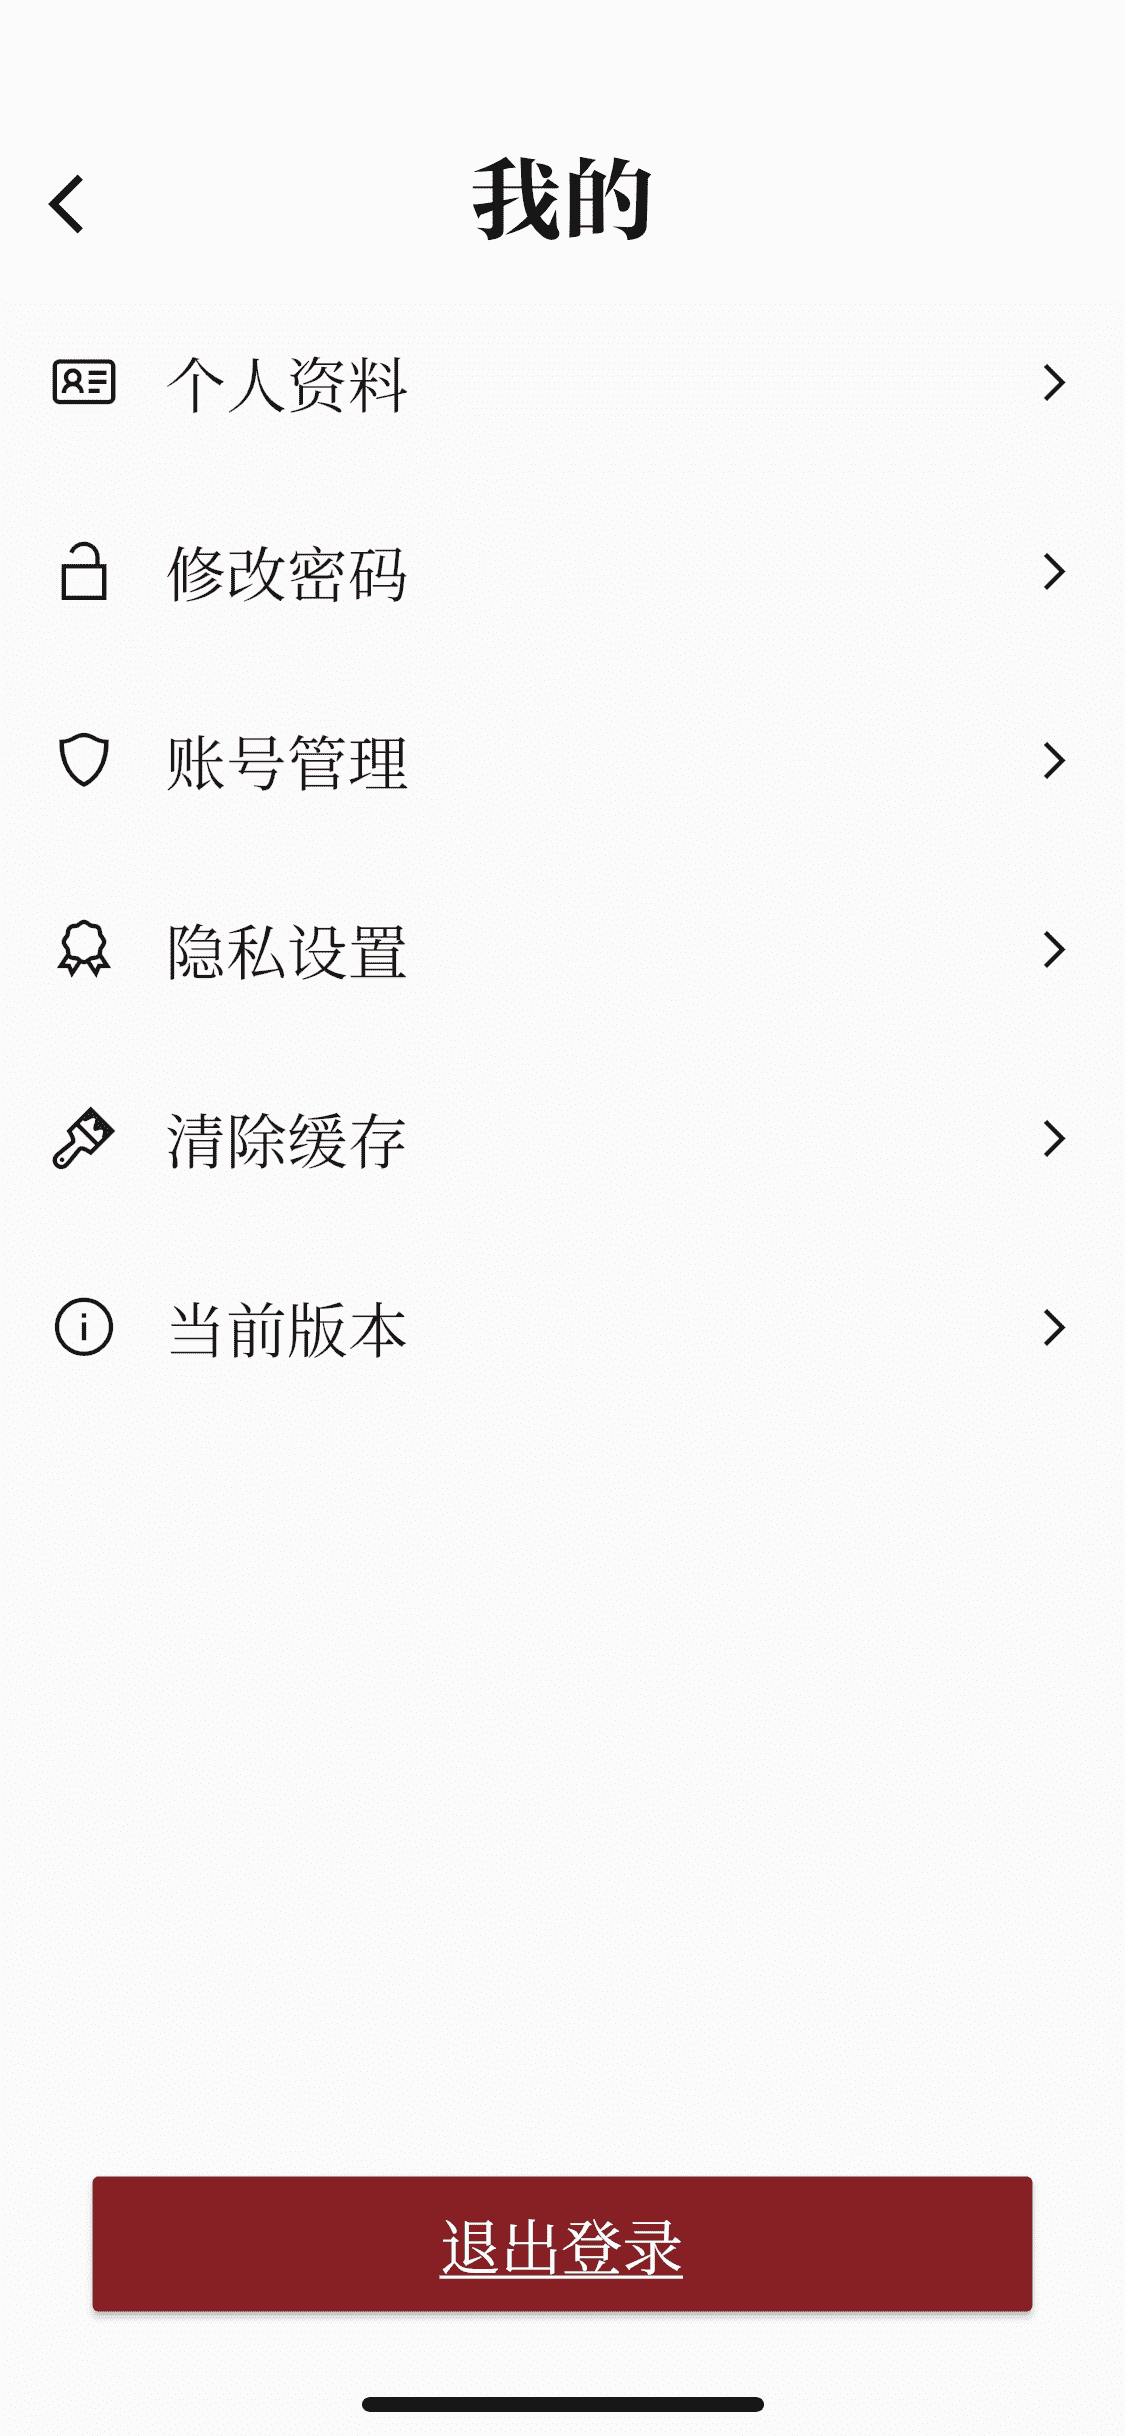 我的
个人资料
修改密码
账号管理
隐私设置
清除缓存
当前版本
退出登录